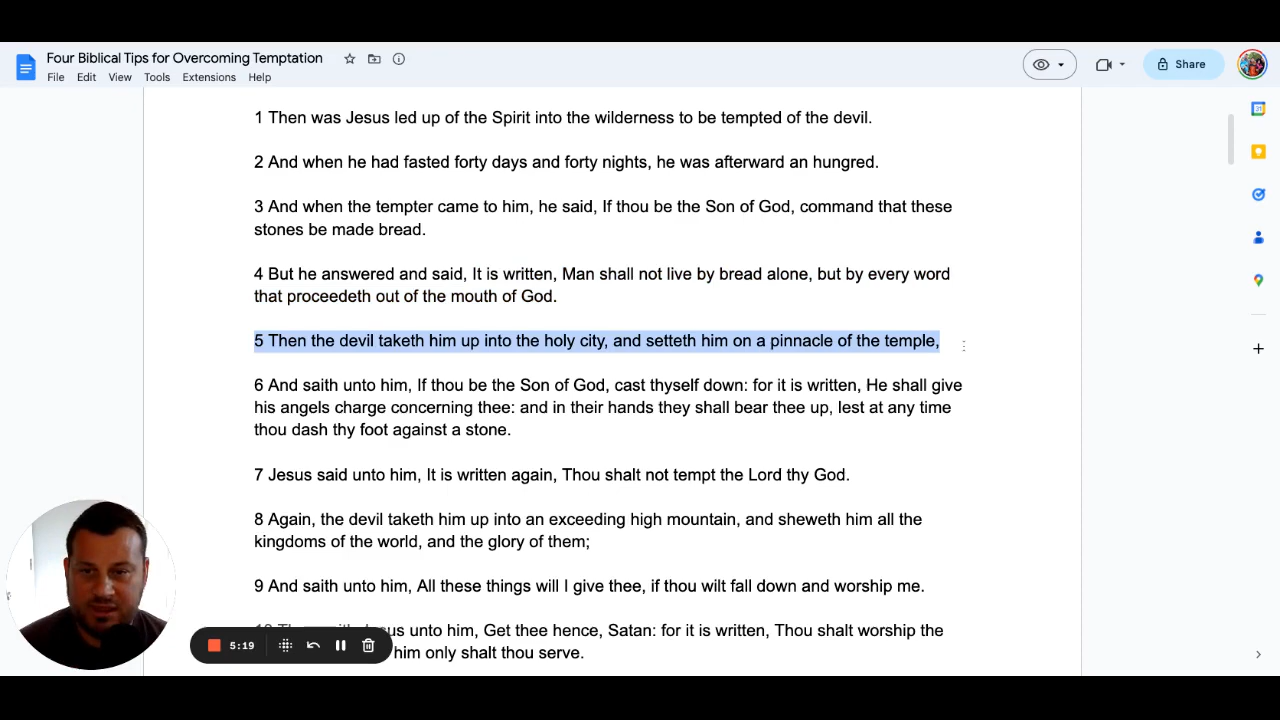 Four Biblical Tips for Overcoming Temptation
File Edit View Tools Extensions Help
Share
1 Then was Jesus led up of the Spirit into the wilderness to be tempted of the devil.
2 And when he had fasted forty days and forty nights, he was afterward an hungred.
3 And when the tempter came to him, he said, If thou be the Son of God, command that these
stones be made bread.
4 But he answered and said, It is written, Man shall not live by bread alone, but by every word
that proceedeth out of the mouth of God.
5 Then the devil taketh him up into the holy city, and setteth him on a pinnacle of the temple,
6 And saith unto him, If thou be the Son of God, cast thyself down: for it is written, He shall give
his angels charge concerning thee: and in their hands they shall bear thee up, lest at any time
thou dash thy foot against a stone.
7 Jesus said unto him, It is written again, Thou shalt not tempt the Lord thy God.
8 Again, the devil taketh him up into an exceeding high mountain, and sheweth him all the
kingdoms of the world, and the glory of them;
9 And saith unto him, All these things will I give thee, if thou wilt fall down and worship me.
unto him, Get thee hence, Satan: for it is written, Thou shalt worship the
him only shalt thou serve.
5:19